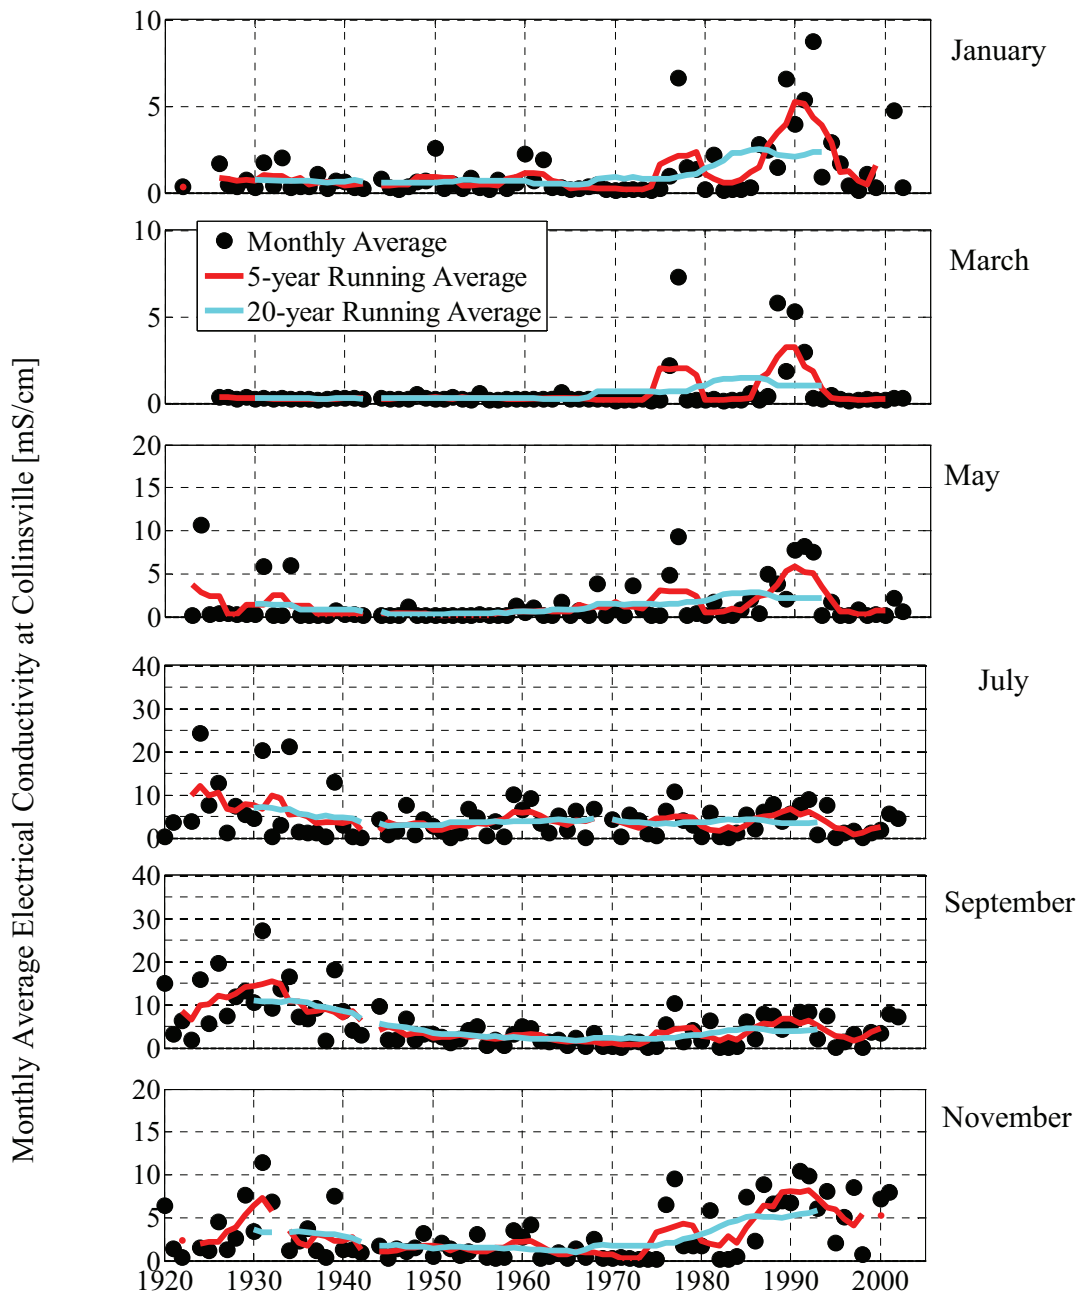 Monthly Average Electrical Conductivity at Collinsville [mS/cm]
10
5
0
January
10
5
0
March
Monthly Average
5-year Running Average
20-year Running Average
20
15
10
5
0
May
40
30
20
10
0
July
40
30
20
10
0
September
20
15
10
5
0
November
1920 1930 1940 1950 1960 1970 1980 1990 2000